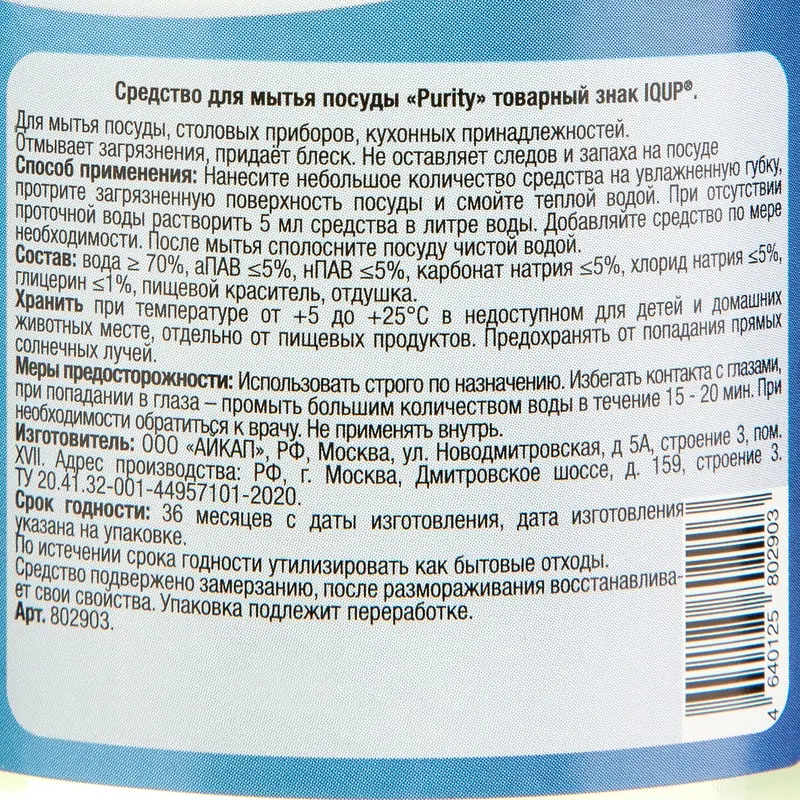 Средство для мытья посуды «Purity» товарный знак IQUP®.
Для мытья посуды, столовых приборов, кухонных принадлежностей.
Отмывает загрязнения, придаёт блеск. Не оставляет следов и запаха на посуде
Способ применения: Нанесите небольшое количество средства на увлажненную губку,
протрите загрязненную поверхность посуды и смойте теплой водой. При отсутствии
проточной воды растворить 5 мл средства в литре воды. Добавляйте средство по мере
необходимости. После мытья сполосните посуду чистой водой.
Состав: вода ≥ 70%, аПАВ ≤5%, нПАВ ≤5%, карбонат натрия ≤5%, хлорид натрия ≤5%,
глицерин ≤1%, пищевой краситель, отдушка.
Хранить при температуре от +5 до +25°С в недоступном для детей и домашних
животных месте, отдельно от пищевых продуктов. Предохранять от попадания прямых
солнечных лучей.
Меры предосторожности: Использовать строго по назначению. Избегать контакта с глазами,
при попадании в глаза – промыть большим количеством воды в течение 15 - 20 мин. При
необходимости обратиться к врачу. Не применять внутрь.
Изготовитель: ООО «АЙКАП», РФ, Москва, ул. Новодмитровская, д 5А, строение 3, пом.
XVII. Адрес производства: РФ, г. Москва, Дмитровское шоссе, д. 159, строение 3.
ТУ 20.41.32-001-44957101-2020.
Срок годности: 36 месяцев с даты изготовления, дата изготовления
указана на упаковке.
По истечении срока годности утилизировать как бытовые отходы.
Средство подвержено замерзанию, после размораживания восстанавлива-
ет свои свойства. Упаковка подлежит переработке.
Арт. 802903.
4 640125 802903